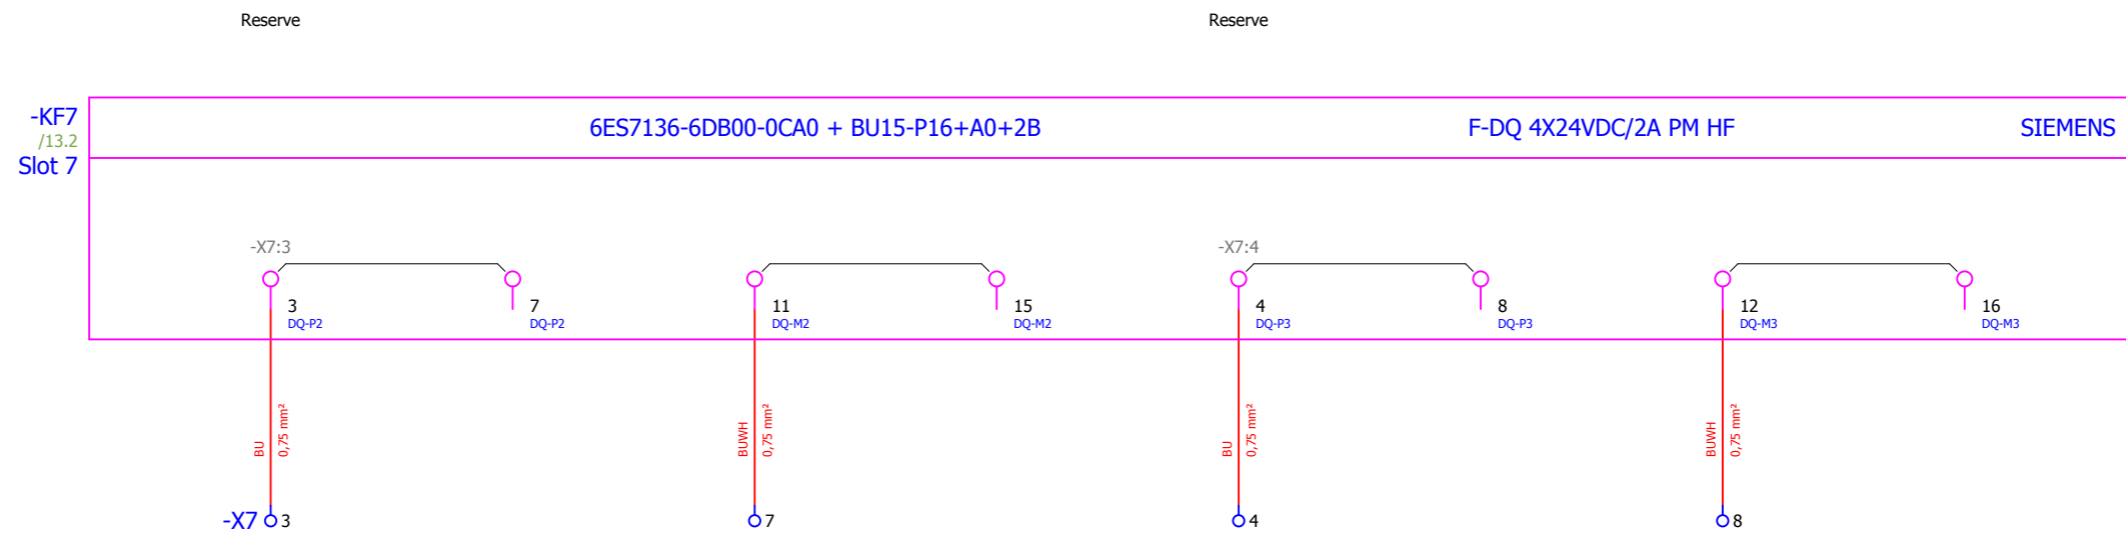 Reserve Reserve
-KF7
/13.2
Slot 7
6ES7136-6DB00-0CA0 + BU15-P16+A0+2B F-DQ 4X24VDC/2A PM HF SIEMENS
-X7:3 -X7:4
3 7 11 15 4 8 12 16
DQ-P2 DQ-P2 DQ-M2 DQ-M2 DQ-P3 DQ-P3 DQ-M3 DQ-M3
BU 0,75 mm² BUWH 0,75 mm² BU 0,75 mm² BUWH 0,75 mm²
-X7 3 7 4 8